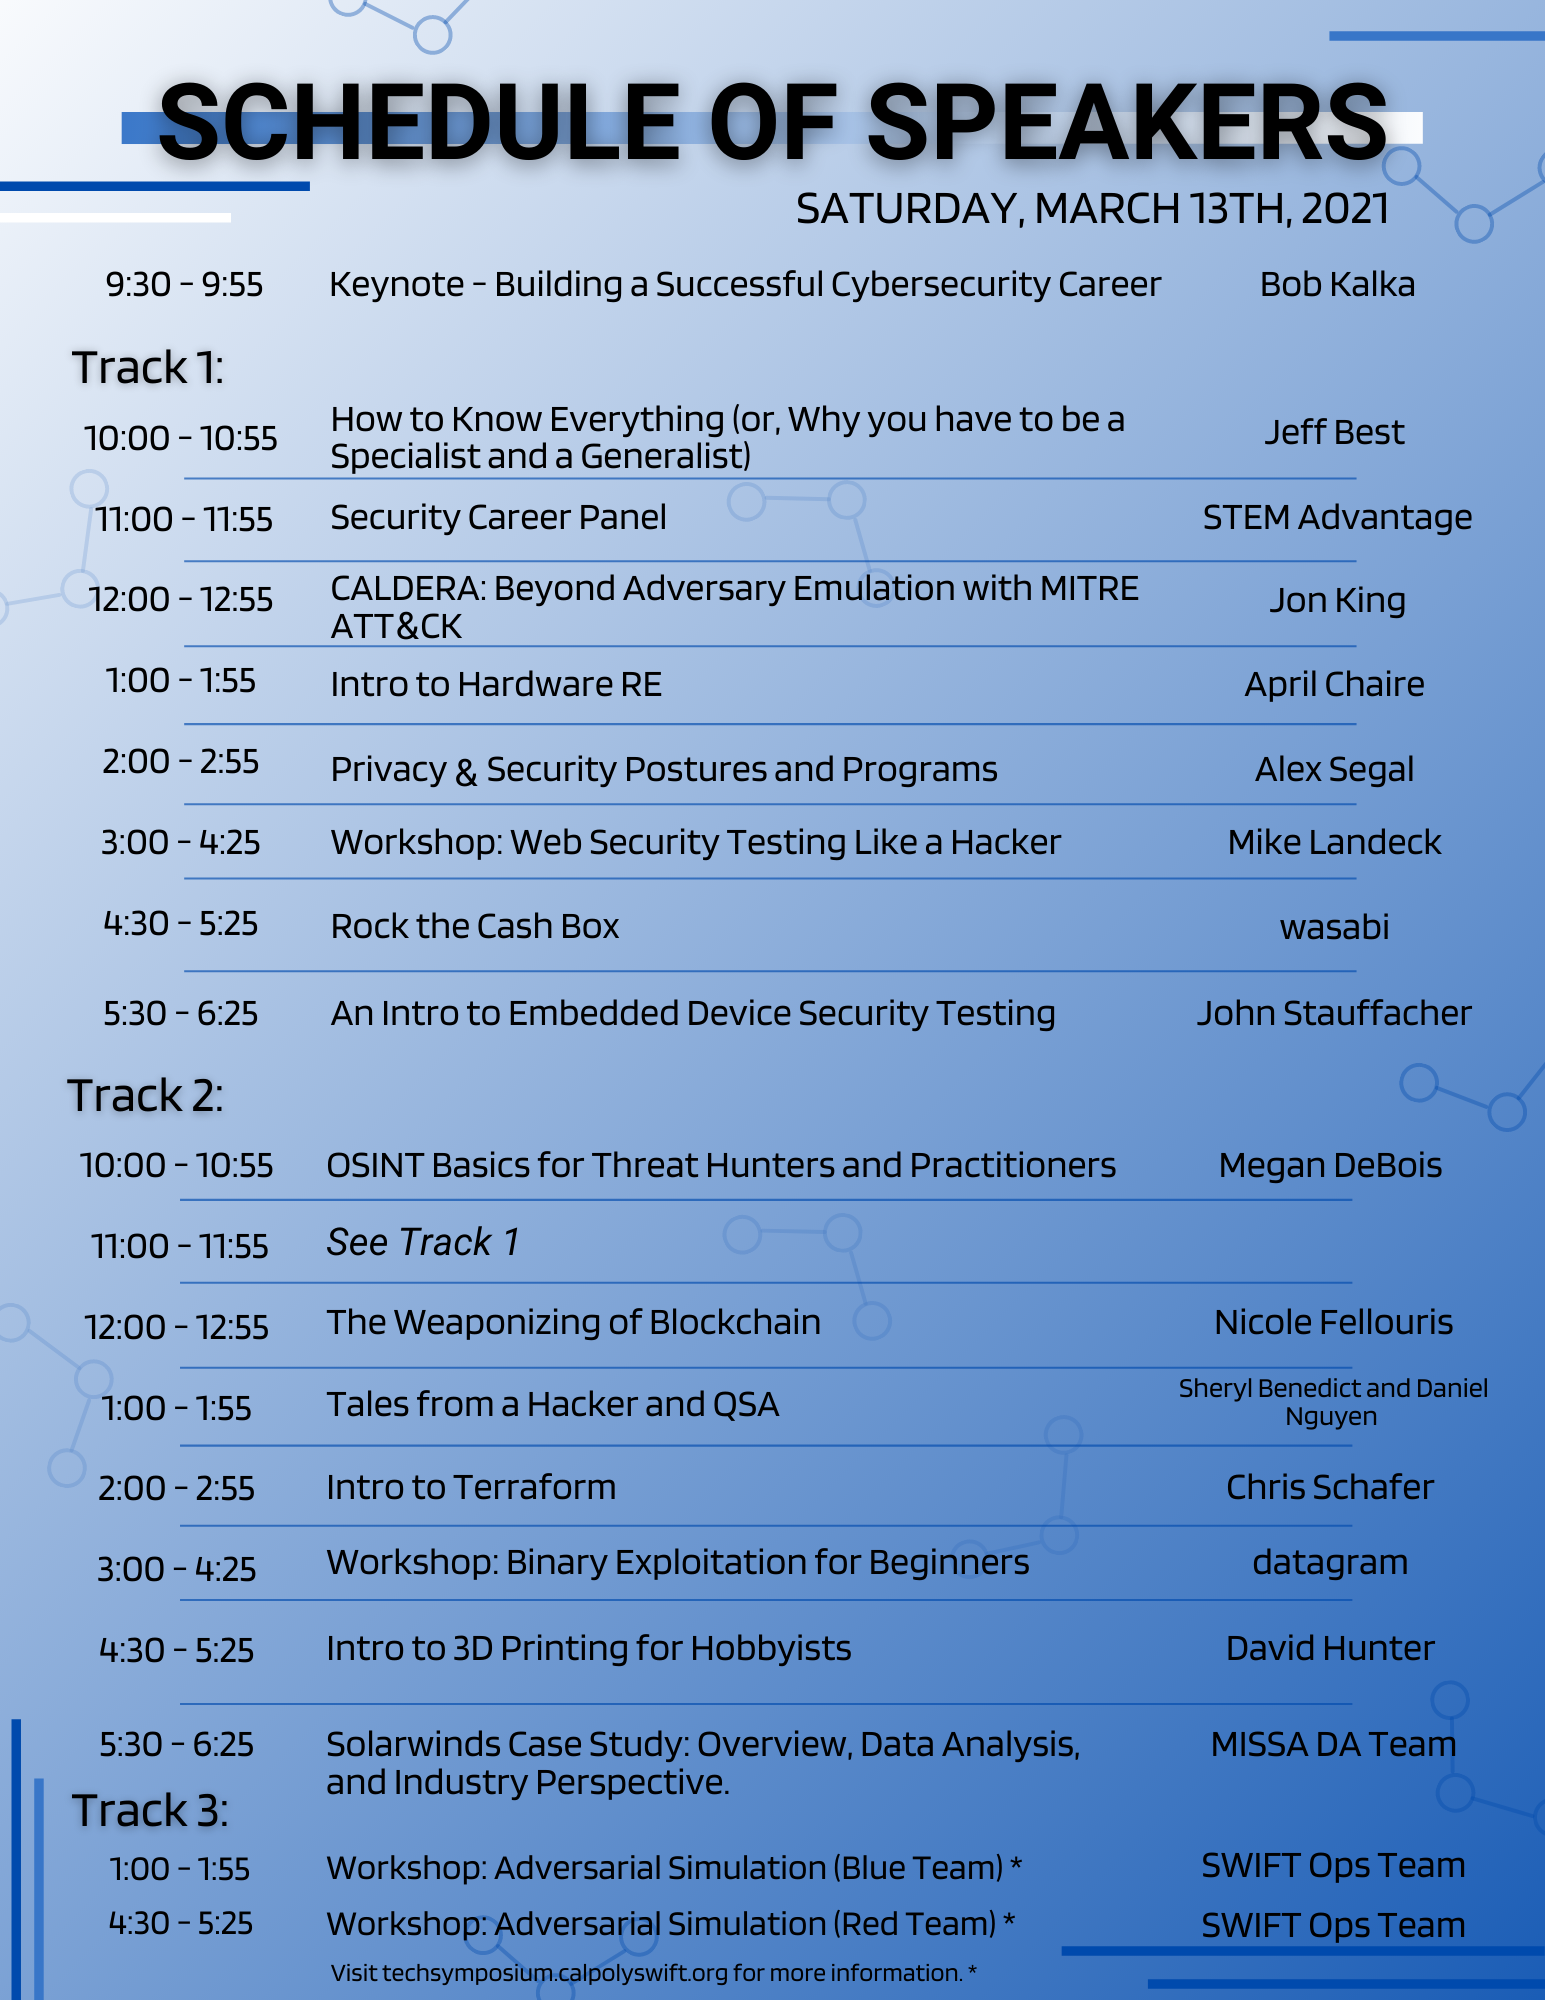 SCHEDULE OF SPEAKERS
SATURDAY, MARCH 13TH, 2021
9:30 - 9:55 Keynote - Building a Successful Cybersecurity Career Bob Kalka
Track 1:
10:00 - 10:55 How to Know Everything (or, Why you have to be a
Specialist and a Generalist) Jeff Best
11:00 - 11:55 Security Career Panel STEM Advantage
12:00 - 12:55 CALDERA: Beyond Adversary Emulation with MITRE
ATT&CK Jon King
1:00 - 1:55 Intro to Hardware RE April Chaire
2:00 - 2:55 Privacy & Security Postures and Programs Alex Segal
3:00 - 4:25 Workshop: Web Security Testing Like a Hacker Mike Landeck
4:30 - 5:25 Rock the Cash Box wasabi
5:30 - 6:25 An Intro to Embedded Device Security Testing John Stauffacher
Track 2:
10:00 - 10:55 OSINT Basics for Threat Hunters and Practitioners Megan DeBois
11:00 - 11:55 See Track 1
12:00 - 12:55 The Weaponizing of Blockchain Nicole Fellouris
1:00 - 1:55 Tales from a Hacker and QSA Sheryl Benedict and Daniel
Nguyen
2:00 - 2:55 Intro to Terraform Chris Schafer
3:00 - 4:25 Workshop: Binary Exploitation for Beginners datagram
4:30 - 5:25 Intro to 3D Printing for Hobbyists David Hunter
5:30 - 6:25 Solarwinds Case Study: Overview, Data Analysis, MISSA DA Team
and Industry Perspective.
Track 3:
1:00 - 1:55 Workshop: Adversarial Simulation (Blue Team) * SWIFT Ops Team
4:30 - 5:25 Workshop: Adversarial Simulation (Red Team) * SWIFT Ops Team
Visit techsymposium.calpolyswift.org for more information. *